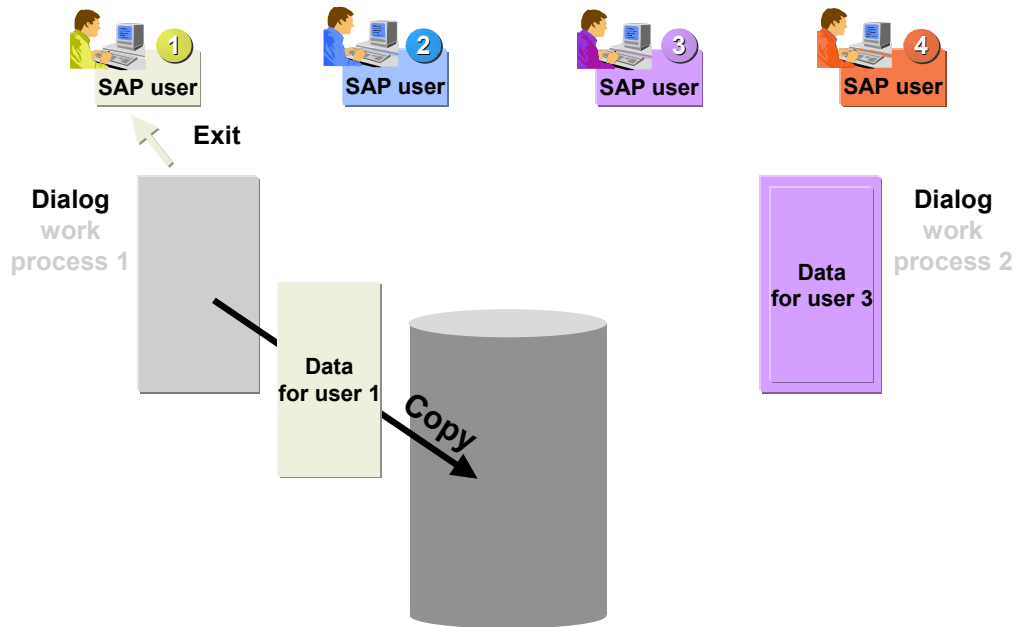 1
SAP user
2
SAP user
3
SAP user
4
SAP user
Exit
Dialog
work
process 1
Dialog
work
process 2
Data
for user 3
Data
for user 1
Copy